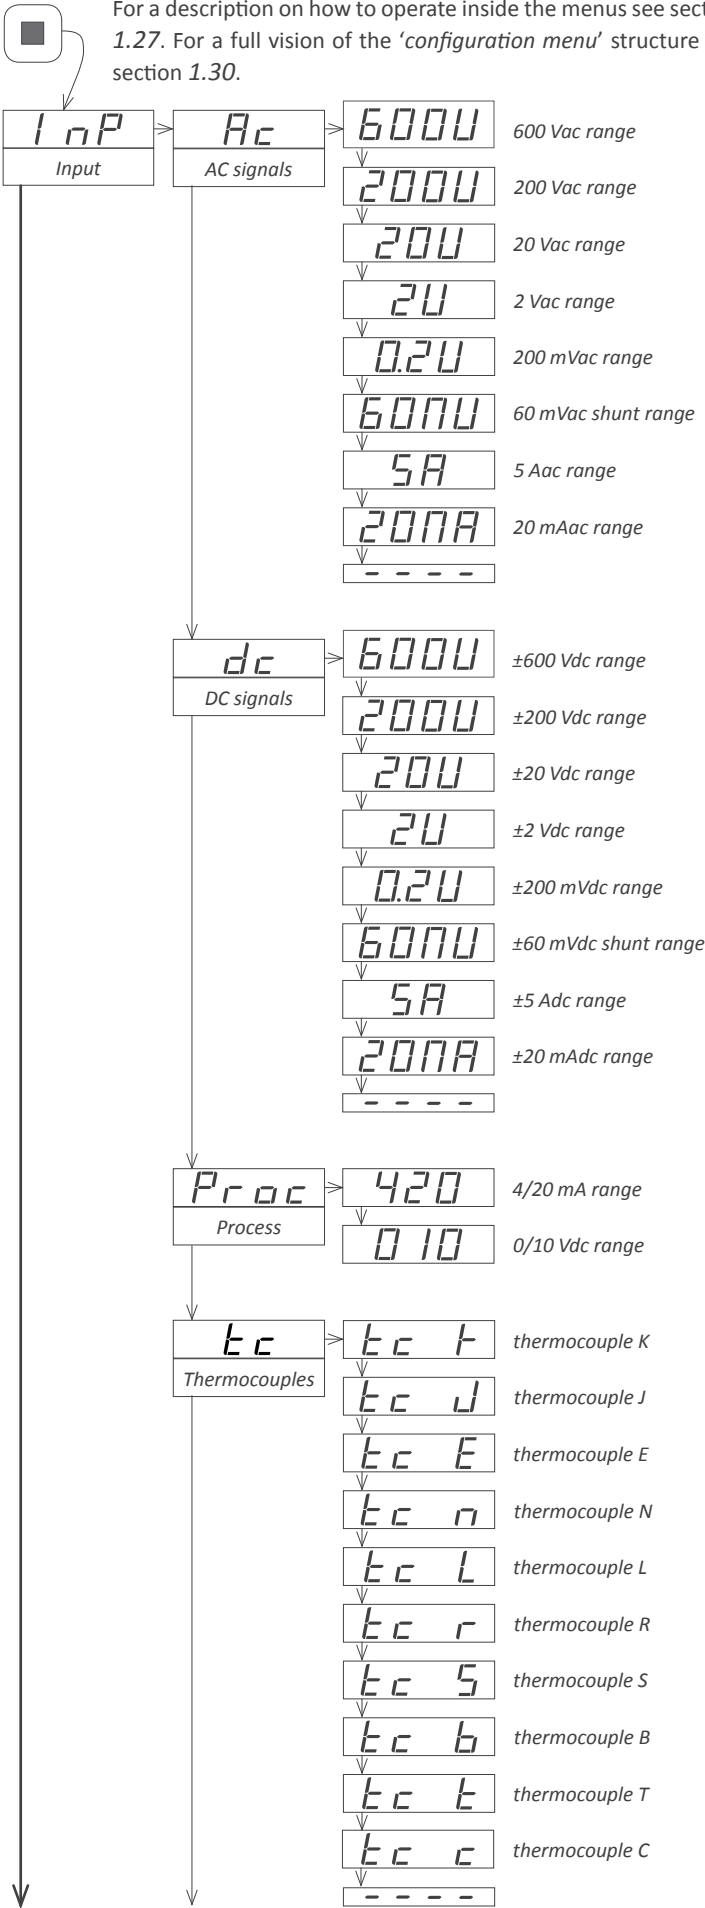 For a description on how to operate inside the menus see sect
1.27. For a full vision of the ‘configuration menu’ structure
section 1.30.
InP Ac 600U 600 Vac range
Input AC signals
200U 200 Vac range
20U 20 Vac range
2U 2 Vac range
0.2U 200 mVac range
60mU 60 mVac shunt range
5A 5 Aac range
20mA 20 mAac range
- - - -
dc 600U ±600 Vdc range
DC signals
200U ±200 Vdc range
20U ±20 Vdc range
2U ±2 Vdc range
0.2U ±200 mVdc range
60mU ±60 mVdc shunt range
5A ±5 Adc range
20mA ±20 mAdc range
- - - -
Proc 420 4/20 mA range
Process
010 0/10 Vdc range
tc tc k thermocouple K
Thermocouples
tc J thermocouple J
tc E thermocouple E
tc n thermocouple N
tc L thermocouple L
tc r thermocouple R
tc S thermocouple S
tc b thermocouple B
tc t thermocouple T
tc c thermocouple C
- - - -